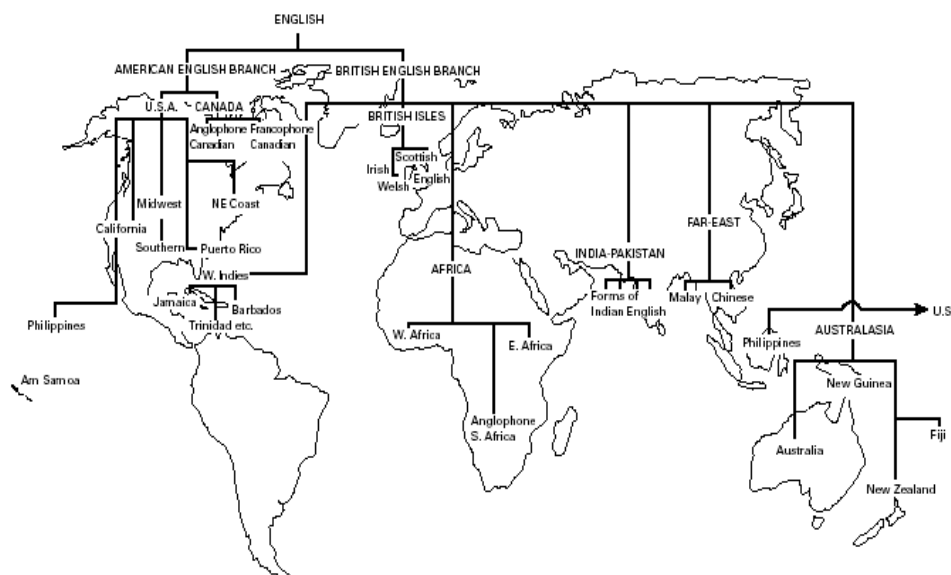 ENGLISH
AMERICAN ENGLISH BRANCH
BRITISH ENGLISH BRANCH
U.S.A.
CANADA
BRITISH ISLES
Anglophone
Canadian
Francophone
Canadian
Scottish
Irish
English
Welsh
Midwest
NE Coast
California
Southern
Puerto Rico
W. Indies
Jamaica
Barbados
Trinidad etc.
Philippines
Am Samoa
AFRICA
W. Africa
E. Africa
Anglophone
S. Africa
INDIA-PAKISTAN
Forms of
Indian English
FAR-EAST
Malay
Chinese
U.S
Philippines
AUSTRALASIA
New Guinea
Australia
Fiji
New Zealand